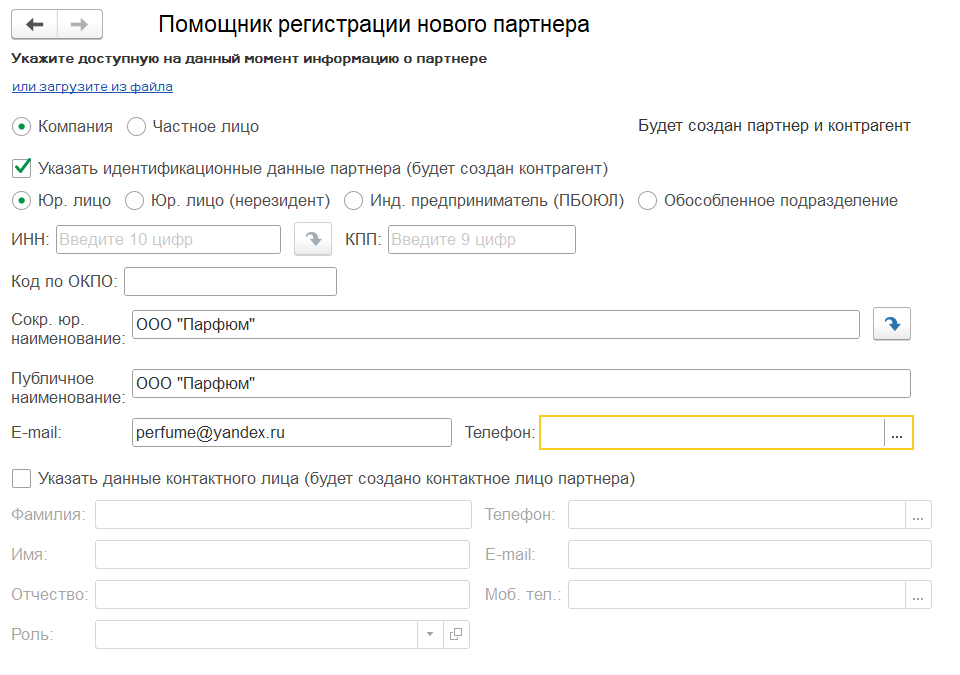 Помощник регистрации нового партнера
Укажите доступную на данный момент информацию о партнере
или загрузите из файла
Компания Частное лицо Будет создан партнер и контрагент
Указать идентификационные данные партнера (будет создан контрагент)
Юр. лицо Юр. лицо (нерезидент) Инд. предприниматель (ПБОЮЛ) Обособленное подразделение
ИНН: Введите 10 цифр КПП: Введите 9 цифр
Код по ОКПО:
Сокр. юр.
наименование: ООО "Парфюм"
Публичное
наименование: ООО "Парфюм"
E-mail: perfume@yandex.ru Телефон: ...
Указать данные контактного лица (будет создано контактное лицо партнера)
Фамилия: Телефон: ...
Имя: E-mail:
Отчество: Моб. тел.: ...
Роль: